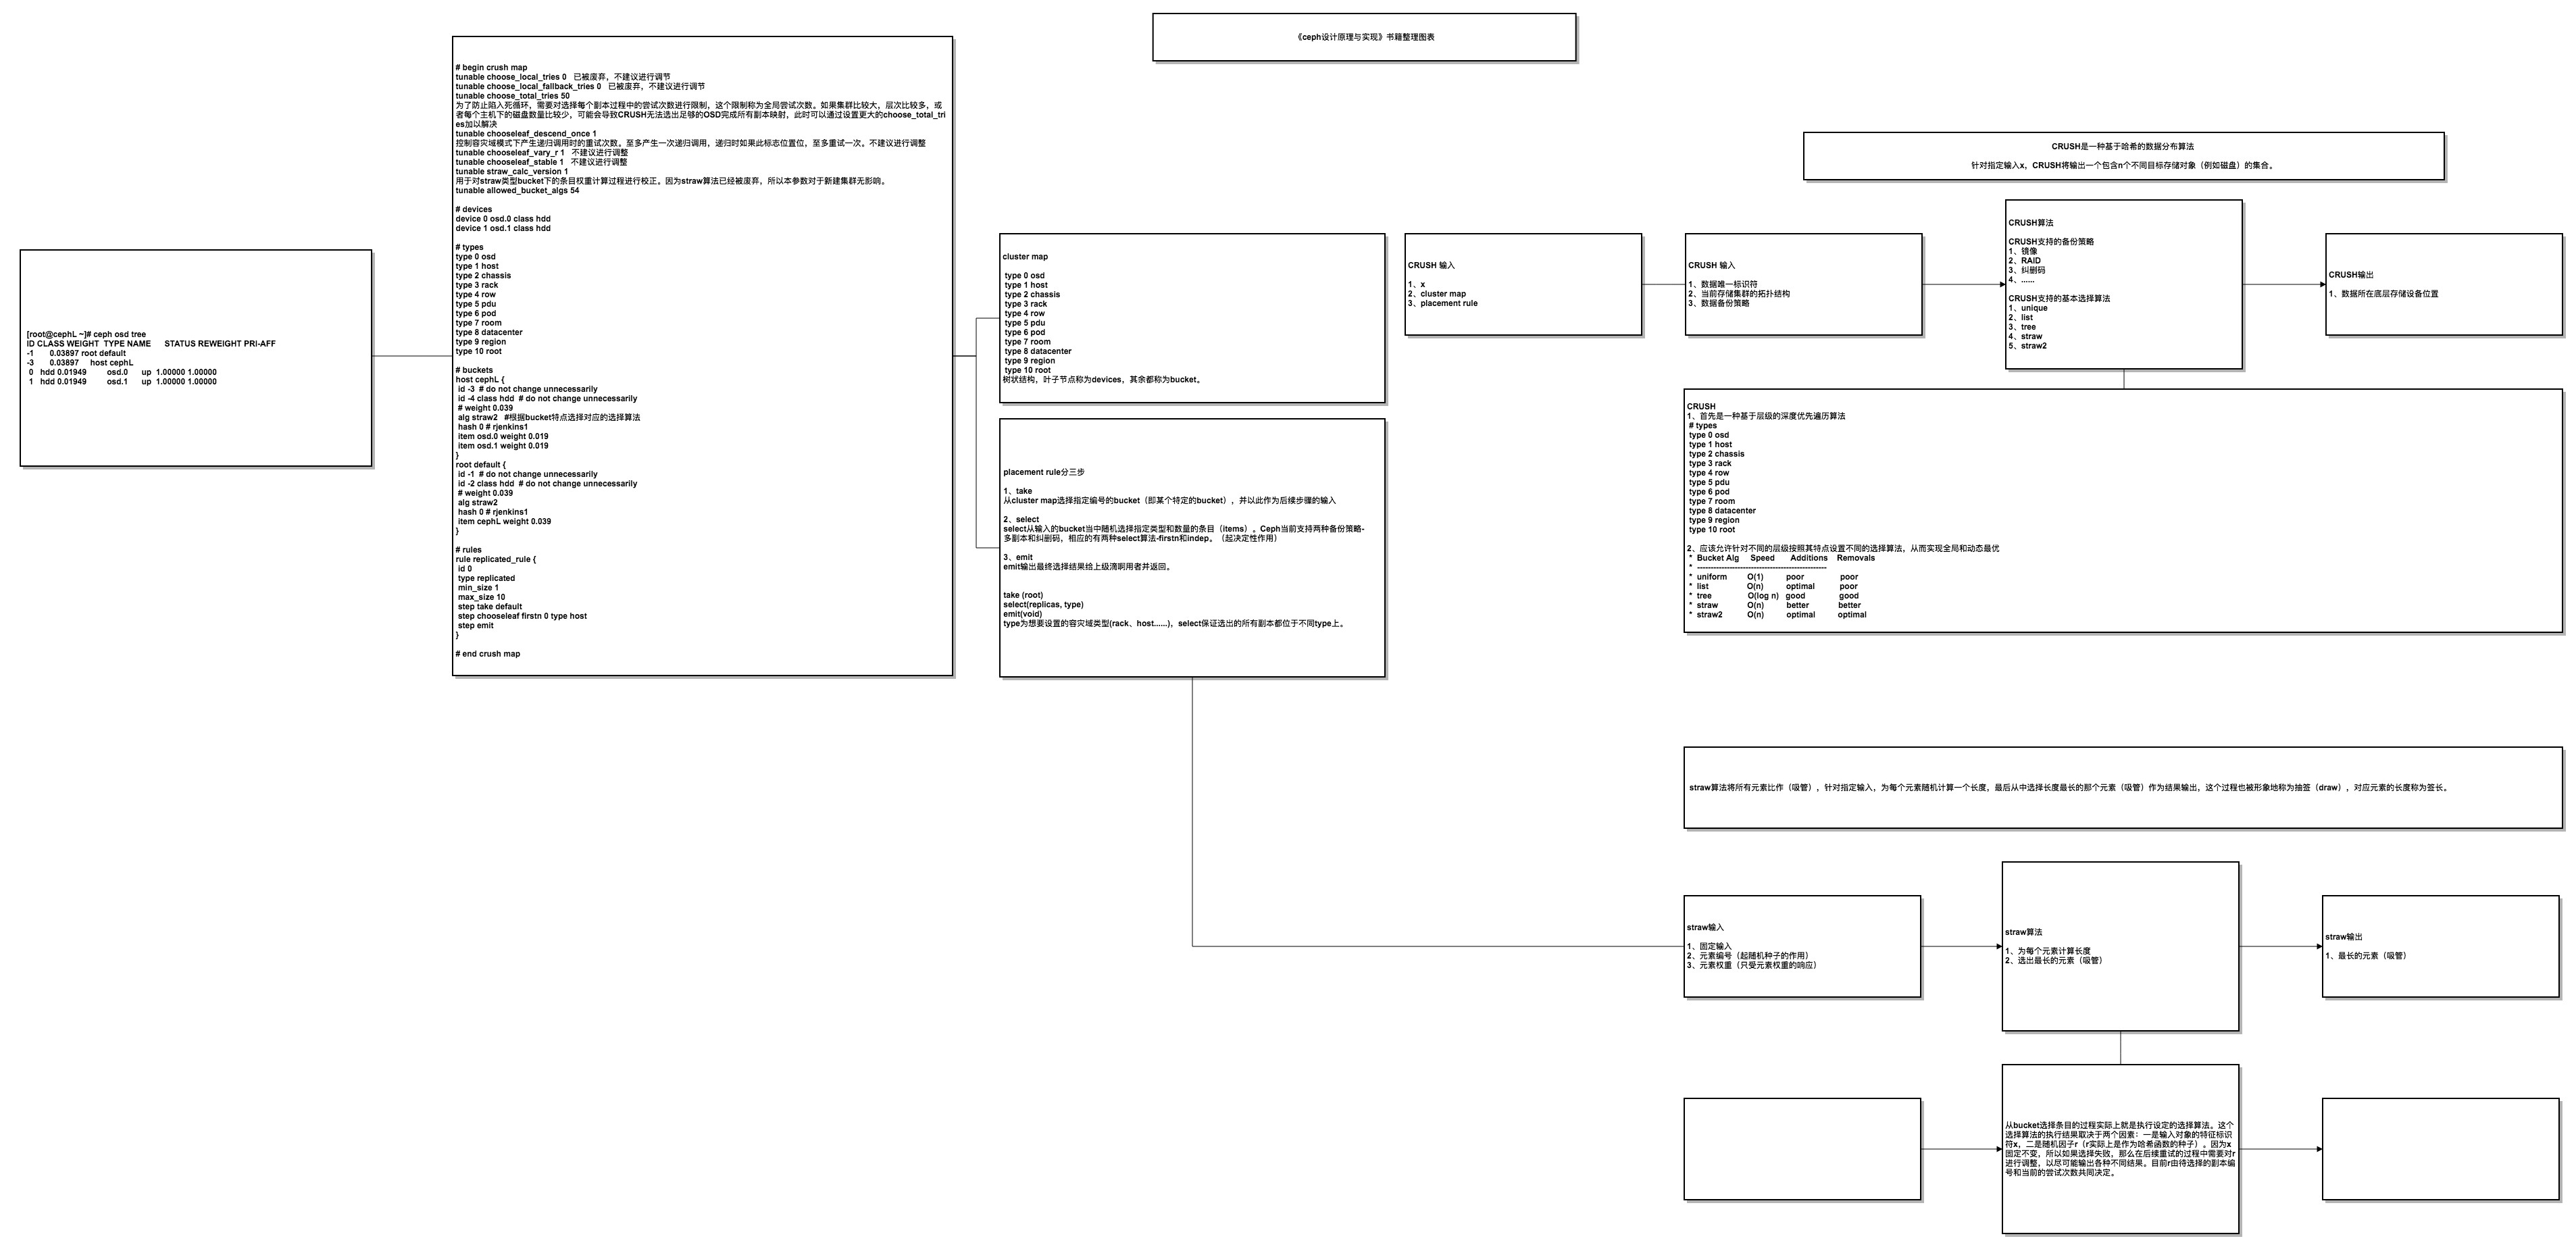 《ceph设计原理与实现》书籍整理图表
[root@cephL ~]# ceph osd tree
ID CLASS WEIGHT  TYPE NAME      STATUS REWEIGHT PRI-AFF
-1       0.03897 root default
-3       0.03897     host cephL
 0   hdd 0.01949         osd.0      up  1.00000 1.00000
 1   hdd 0.01949         osd.1      up  1.00000 1.00000
# begin crush map
tunable choose_local_tries 0   已被废弃，不建议进行调节
tunable choose_local_fallback_tries 0   已被废弃，不建议进行调节
tunable choose_total_tries 50
为了防止陷入死循环，需要对选择每个副本过程中的尝试次数进行限制，这个限制称为全局尝试次数。如果集群比较大，层次比较多，或
者每个主机下的磁盘数量比较少，可能会导致CRUSH无法选出足够的OSD完成所有副本映射，此时可以通过设置更大的choose_total_tri
es加以解决
tunable chooseleaf_descend_once 1
控制容灾域模式下产生递归调用时的重试次数。至多产生一次递归调用，递归时如果此标志位置位，至多重试一次。不建议进行调整
tunable chooseleaf_vary_r 1   不建议进行调整
tunable chooseleaf_stable 1   不建议进行调整
tunable straw_calc_version 1
用于对straw类型bucket下的条目权重计算过程进行校正。因为straw算法已经被废弃，所以本参数对于新建集群无影响。
tunable allowed_bucket_algs 54
# devices
device 0 osd.0 class hdd
device 1 osd.1 class hdd
# types
type 0 osd
type 1 host
type 2 chassis
type 3 rack
type 4 row
type 5 pdu
type 6 pod
type 7 room
type 8 datacenter
type 9 region
type 10 root
# buckets
host cephL {
 id -3  # do not change unnecessarily
 id -4 class hdd  # do not change unnecessarily
 # weight 0.039
 alg straw2   #根据bucket特点选择对应的选择算法
 hash 0 # rjenkins1
 item osd.0 weight 0.019
 item osd.1 weight 0.019
}
root default {
 id -1  # do not change unnecessarily
 id -2 class hdd  # do not change unnecessarily
 # weight 0.039
 alg straw2
 hash 0 # rjenkins1
 item cephL weight 0.039
}
# rules
rule replicated_rule {
 id 0
 type replicated
 min_size 1
 max_size 10
 step take default
 step chooseleaf firstn 0 type host
 step emit
}
# end crush map
cluster map
 type 0 osd
 type 1 host
 type 2 chassis
 type 3 rack
 type 4 row
 type 5 pdu
 type 6 pod
 type 7 room
 type 8 datacenter
 type 9 region
 type 10 root
树状结构，叶子节点称为devices，其余都称为bucket。
placement rule分三步
1、take
从cluster map选择指定编号的bucket（即某个特定的bucket），并以此作为后续步骤的输入
2、select
select从输入的bucket当中随机选择指定类型和数量的条目（items）。Ceph当前支持两种备份策略-
多副本和纠删码，相应的有两种select算法-firstn和indep。（起决定性作用）
3、emit
emit输出最终选择结果给上级滴啊用者并返回。
take (root)
select(replicas, type)
emit(void)
type为想要设置的容灾域类型(rack、host......)，select保证选出的所有副本都位于不同type上。
CRUSH是一种基于哈希的数据分布算法
针对指定输入x，CRUSH将输出一个包含n个不同目标存储对象（例如磁盘）的集合。
CRUSH 输入
1、x
2、cluster map
3、placement rule
CRUSH 输入
1、数据唯一标识符
2、当前存储集群的拓扑结构
3、数据备份策略
CRUSH算法
CRUSH支持的备份策略
1、镜像
2、RAID
3、纠删码
4、......
CRUSH支持的基本选择算法
1、unique
2、list
3、tree
4、straw
5、straw2
CRUSH输出
1、数据所在底层存储设备位置
CRUSH
1、首先是一种基于层级的深度优先遍历算法
 # types
 type 0 osd
 type 1 host
 type 2 chassis
 type 3 rack
 type 4 row
 type 5 pdu
 type 6 pod
 type 7 room
 type 8 datacenter
 type 9 region
 type 10 root
2、应该允许针对不同的层级按照其特点设置不同的选择算法，从而实现全局和动态最优
 *  Bucket Alg     Speed       Additions    Removals
 *  ------------------------------------------------
 *  uniform         O(1)          poor         poor
 *  list            O(n)          optimal      poor
 *  tree            O(log n)   good         good
 *  straw           O(n)          better       better
 *  straw2          O(n)          optimal      optimal
straw算法将所有元素比作（吸管），针对指定输入，为每个元素随机计算一个长度，最后从中选择长度最长的那个元素（吸管）作为结果输出，这个过程也被形象地称为抽签（draw），对应元素的长度称为签长。
straw输入
1、固定输入
2、元素编号（起随机种子的作用）
3、元素权重（只受元素权重的响应）
straw算法
1、为每个元素计算长度
2、选出最长的元素（吸管）
straw输出
1、最长的元素（吸管）
从bucket选择条目的过程实际上就是执行设定的选择算法。这个
选择算法的执行结果取决于两个因素：一是输入对象的特征标识
符x，二是随机因子r（r实际上是作为哈希函数的种子）。因为x
固定不变，所以如果选择失败，那么在后续重试的过程中需要对r
进行调整，以尽可能输出各种不同结果。目前r由待选择的副本编
号和当前的尝试次数共同决定。